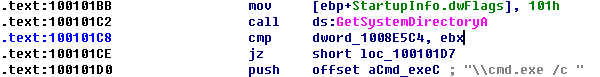 .text:100101BB mov [ebp+StartupInfo.dwFlags], 101h
.text:100101C2 call ds:GetSystemDirectoryA
.text:100101C8 cmp dword_1008E5C4, ebx
.text:100101CE jz short loc_100101D7
.text:100101D0 push offset aCmd_exeC ; "\\cmd.exe /c "